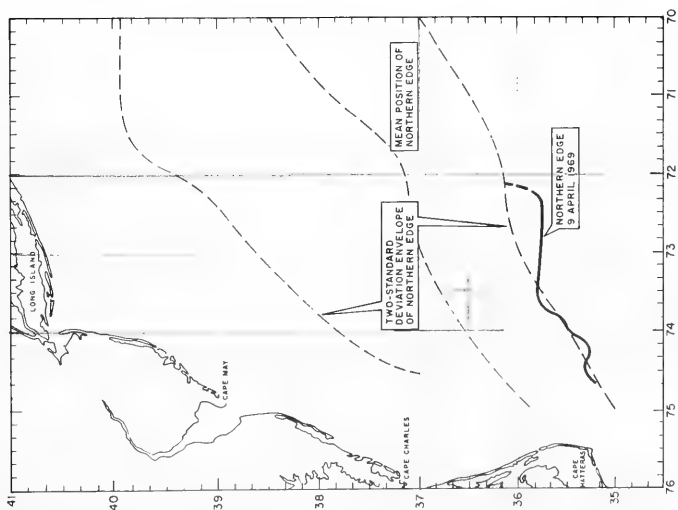 41
40
39
38
37
36
35
70
71
72
73
74
75
76
LONG ISLAND
CAPE MAY
CAPE CHARLES
CAPE
HATTERAS
MEAN POSITION OF
NORTHERN EDGE
TWO-STANDARD
DEVIATION ENVELOPE
OF NORTHERN EDGE
NORTHERN EDGE
9 APRIL 1969